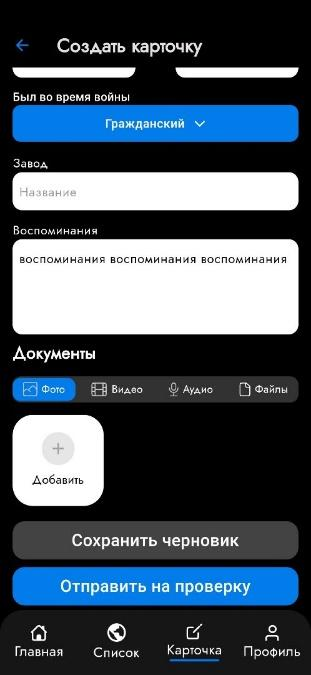 Создать карточку
Был во время войны
Гражданский
Завод
Название
Воспоминания
воспоминания воспоминания воспоминания
Документы
Фото Видео Аудио Файлы
Добавить
Сохранить черновик
Отправить на проверку
Главная Список Карточка Профиль